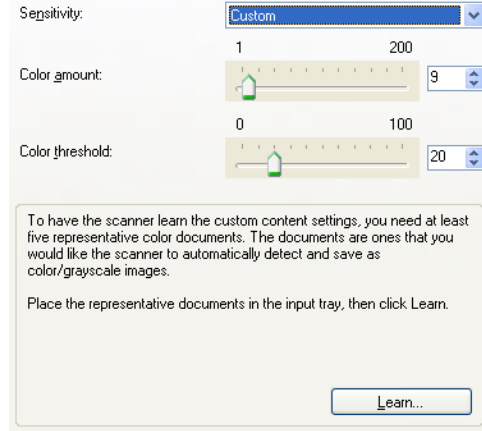 Sensitivity: Custom
1 200
Color amount: 9
0 100
Color threshold: 20
To have the scanner learn the custom content settings, you need at least
five representative color documents. The documents are ones that you
would like the scanner to automatically detect and save as
color/grayscale images.
Place the representative documents in the input tray, then click Learn.
Learn...